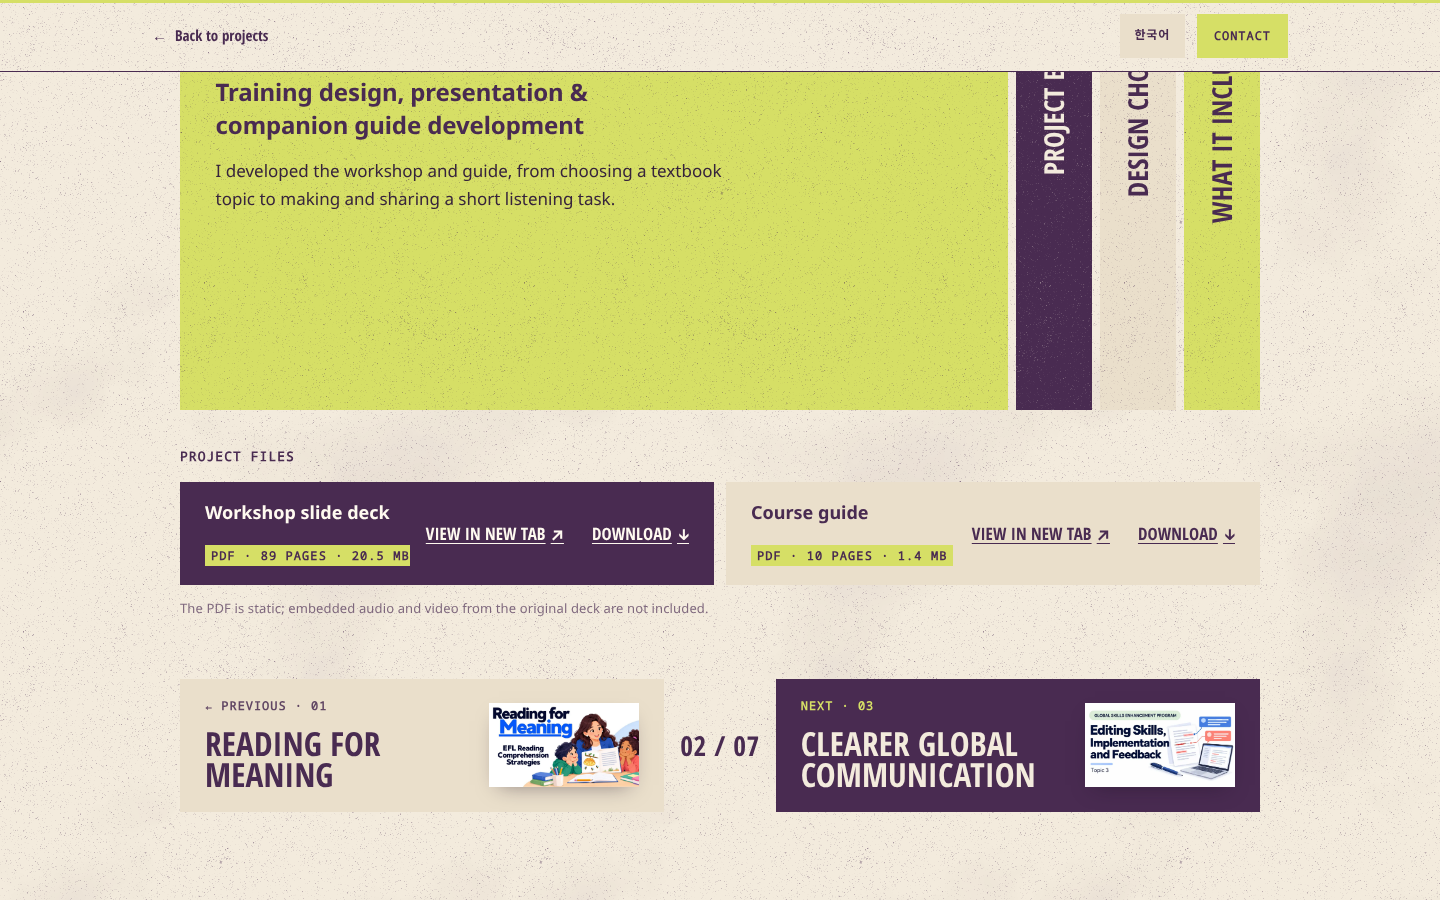 ← Back to projects
한국어
CONTACT
Training design, presentation &
companion guide development
I developed the workshop and guide, from choosing a textbook
topic to making and sharing a short listening task.
PROJECT
DESIGN
WHAT IT
PROJECT FILES
Workshop slide deck
PDF · 89 PAGES · 20.5 MB
VIEW IN NEW TAB ↗
DOWNLOAD ↓
Course guide
PDF · 10 PAGES · 1.4 MB
VIEW IN NEW TAB ↗
DOWNLOAD ↓
The PDF is static; embedded audio and video from the original deck are not included.
← PREVIOUS · 01
READING FOR
MEANING
Reading for
Meaning
EFL Reading
Comprehension
Strategies
02 / 07
NEXT · 03
CLEARER GLOBAL
COMMUNICATION
GLOBAL SKILLS ENHANCEMENT PROGRAM
Editing Skills,
Implementation
and Feedback
Topic 3